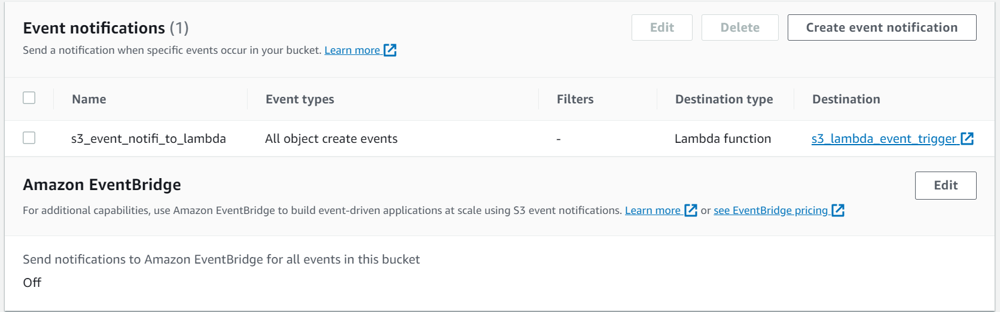 Event notifications (1)
Edit
Delete
Create event notification
Send a notification when specific events occur in your bucket. Learn more
Name Event types Filters Destination type Destination
s3_event_notifi_to_lambda All object create events - Lambda function s3_lambda_event_trigger
Amazon EventBridge
Edit
For additional capabilities, use Amazon EventBridge to build event-driven applications at scale using S3 event notifications. Learn more or see EventBridge pricing
Send notifications to Amazon EventBridge for all events in this bucket
Off